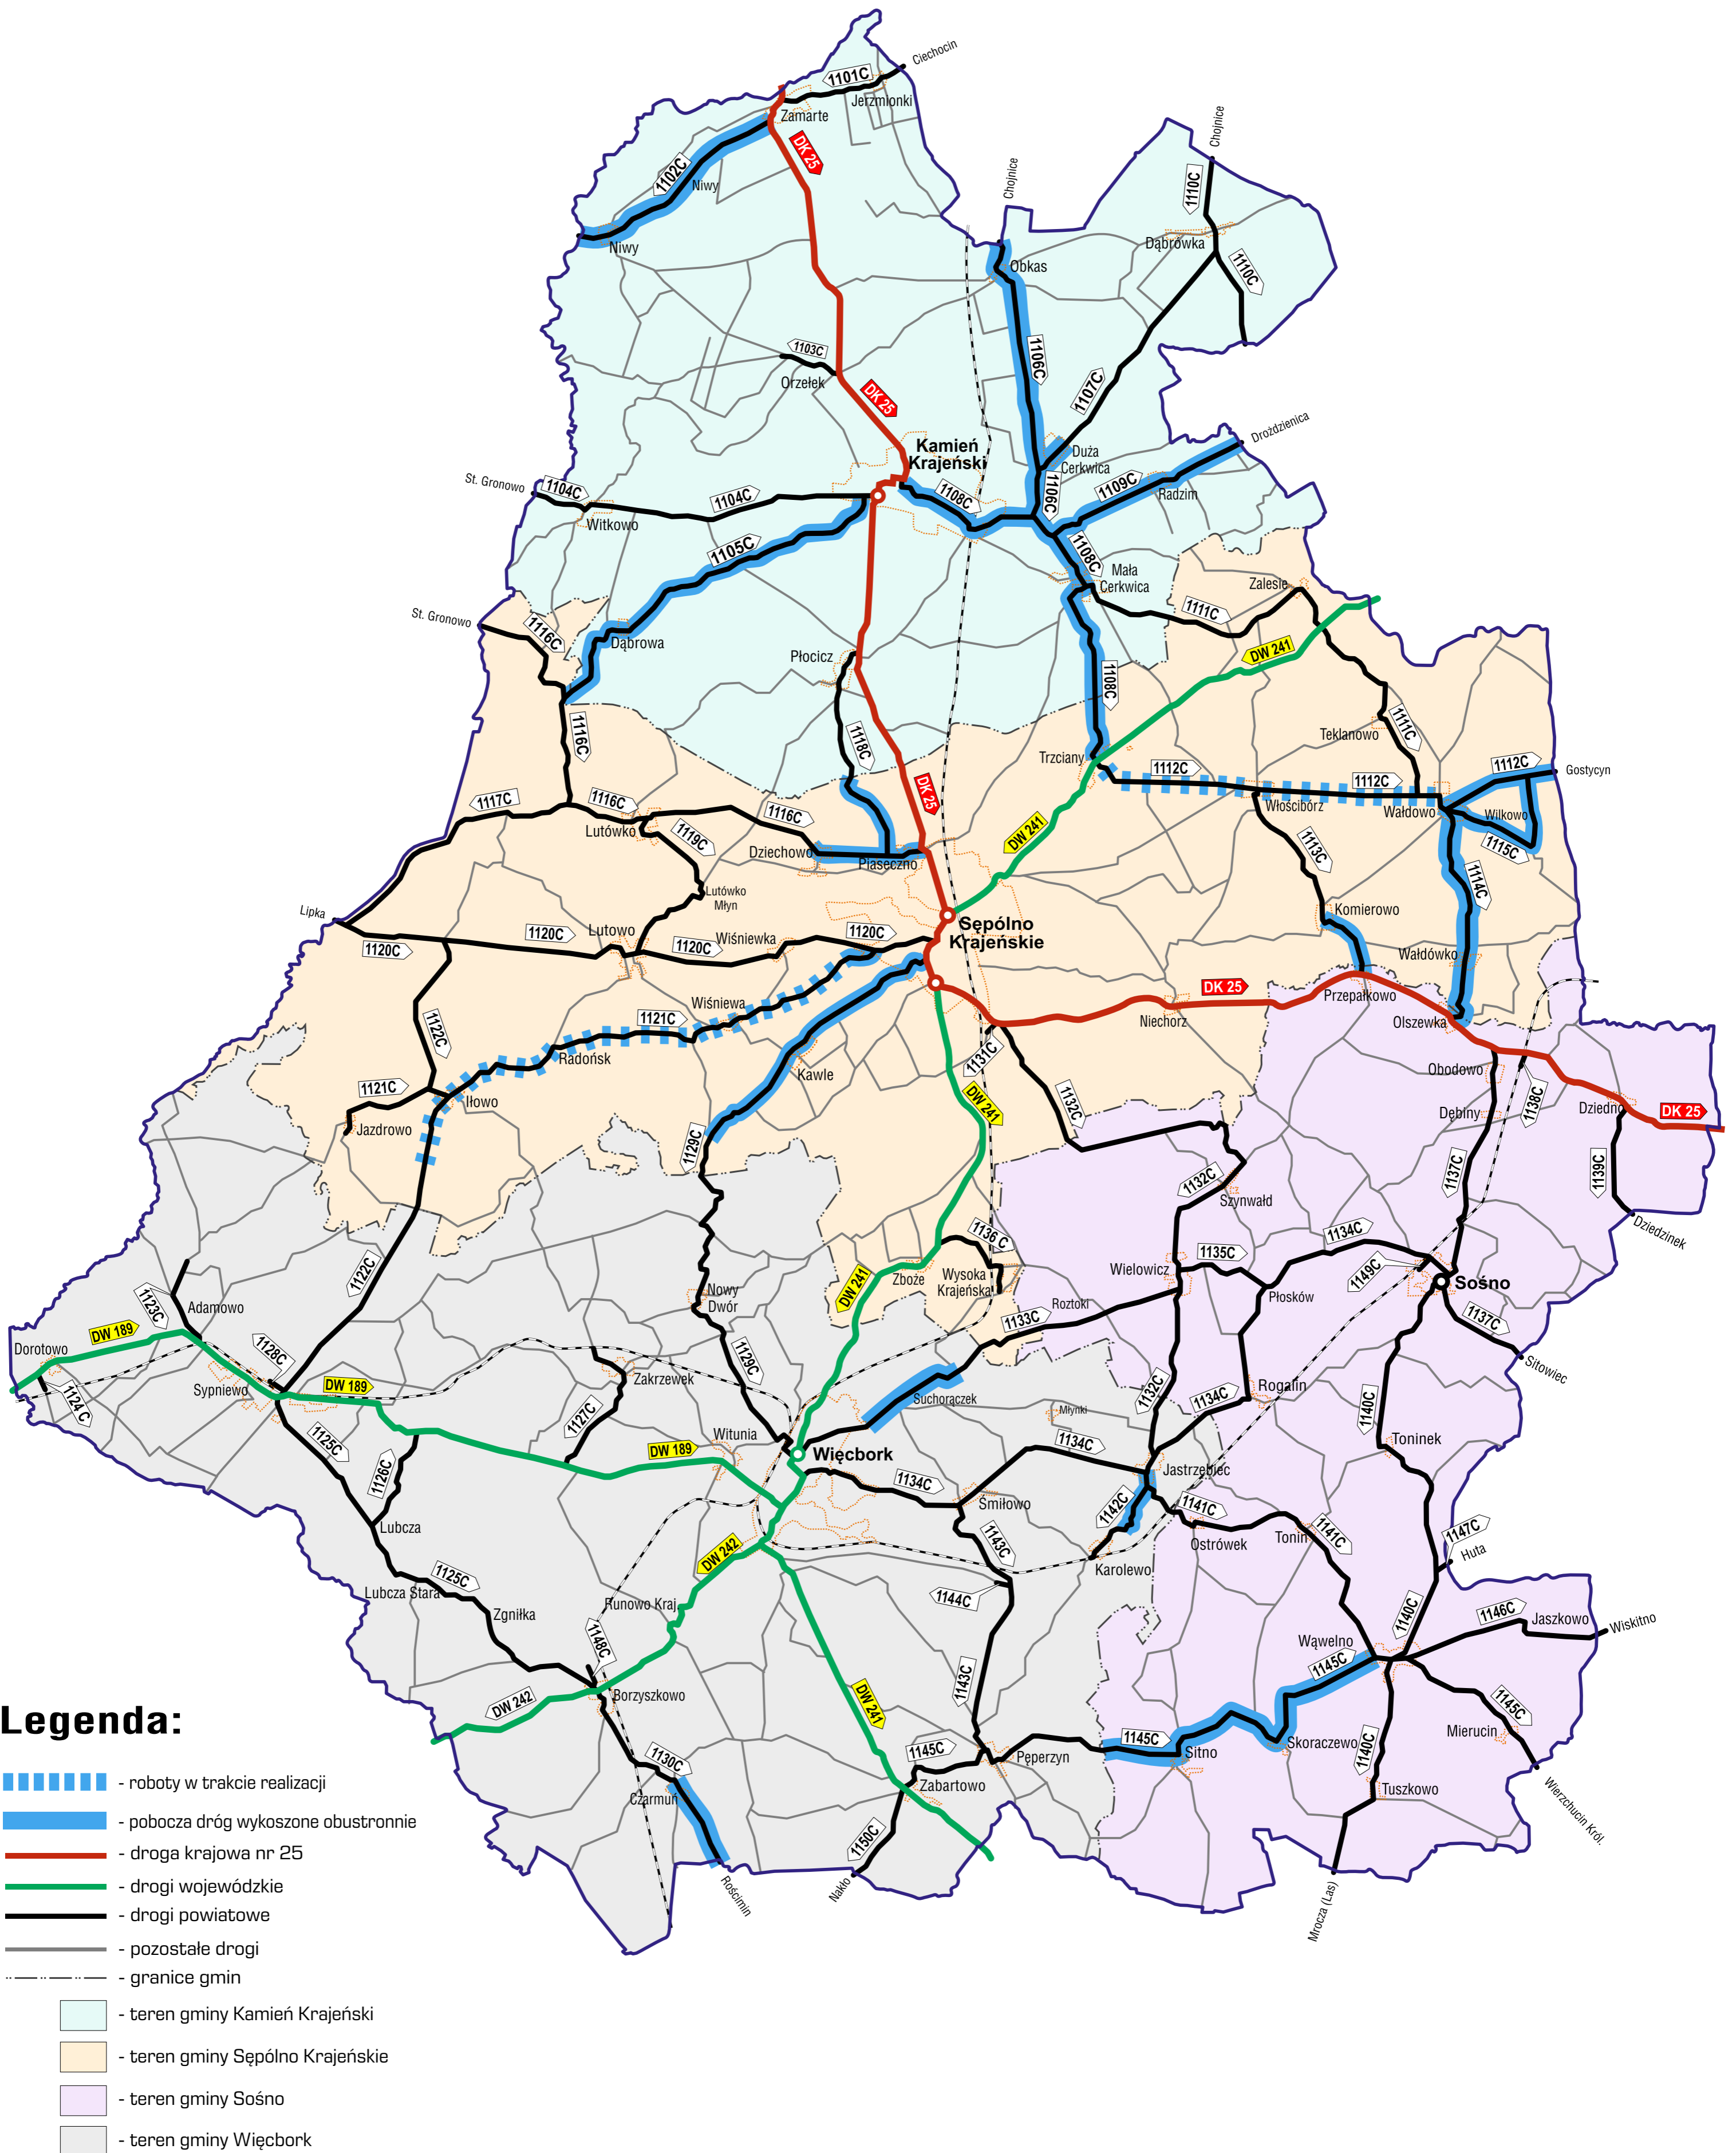 Ciechocin
1101C
Jerzmionki
Zamarte
DK 25
1102C
Niwy
Niwy
Chojnice
Chojnice
1110C
Dąbrówka
1110C
Obkas
1106C
1107C
1103C
Orzełek
DK 25
Kamień
Krajeński
Duża
Cerkwica
Drożdzienica
1109C
Radzim
1106C
1108C
St. Gronowo
1104C
1104C
Witkowo
1105C
1108C
Mała
Cerkwica
Zalesie
1111C
St. Gronowo
1116C
Dąbrowa
Płocicz
DW 241
1108C
1116C
1118C
Teklanowo
1111C
Trzciany
1112C
1112C
1112C
Gostycyn
DK 25
1117C
1116C
1116C
Lutówko
1119C
Dziechowo
Piaseczno
DW 241
Włościbórz
Wałdowo
Wilkowo
1115C
1113C
1114C
Lutówko
Młyn
Lipka
Komierowo
Sępólno
Krajeńskie
1120C
1120C
Lutowo
1120C
Wiśniewka
1120C
Wałdówko
DK 25
Przepałkowo
Niechorz
Olszewka
Wiśniewa
1121C
Radońsk
1122C
Kawle
1131C
Obodowo
1121C
Iłowo
Jazdrowo
DW 241
1132C
Dębiny
1138C
Dziedno
DK 25
1129C
1137C
1139C
1132C
Szynwałd
Dziedzinek
1136 C
1134C
1122C
Zboże
Wysoka
Krajeńska
Wielowicz
1135C
1149C
Sośno
Nowy
Dwór
DW 241
Roztoki
1133C
Płosków
1137C
1123C
Adamowo
DW 189
Dorotowo
1128C
1129C
Sitowiec
Sypniewo
DW 189
Zakrzewek
Suchorączek
1132C
Rogalin
1134C
1124 C
1127C
Młynki
1140C
1125C
Witunia
DW 189
Więcbork
1134C
Toninek
1126C
1134C
Jastrzębiec
Śmiłowo
1142C
1141C
Lubcza
Ostrówek
Tonin
1141C
1147C
Huta
DW 242
1143C
Karolewo
1125C
Lubcza Stara
1144C
Zgniłka
Runowo Kraj.
1140C
1146C
Jaszkowo
Wiskitno
1148C
Wąwelno
1145C
1143C
DW 242
Borzyszkowo
DW 241
1145C
Mierucin
1130C
1145C
Pęperzyn
1145C
Sitno
Skoraczewo
1140C
Czarmuń
Zabartowo
Tuszkowo
Wierzchucin Król.
1150C
Nakło
Rościmin
Mrocza (Las)
Legenda:
- roboty w trakcie realizacji
- pobocza dróg wykoszone obustronnie
- droga krajowa nr 25
- drogi wojewódzkie
- drogi powiatowe
- pozostałe drogi
- granice gmin
- teren gminy Kamień Krajeński
- teren gminy Sępólno Krajeńskie
- teren gminy Sośno
- teren gminy Więcbork